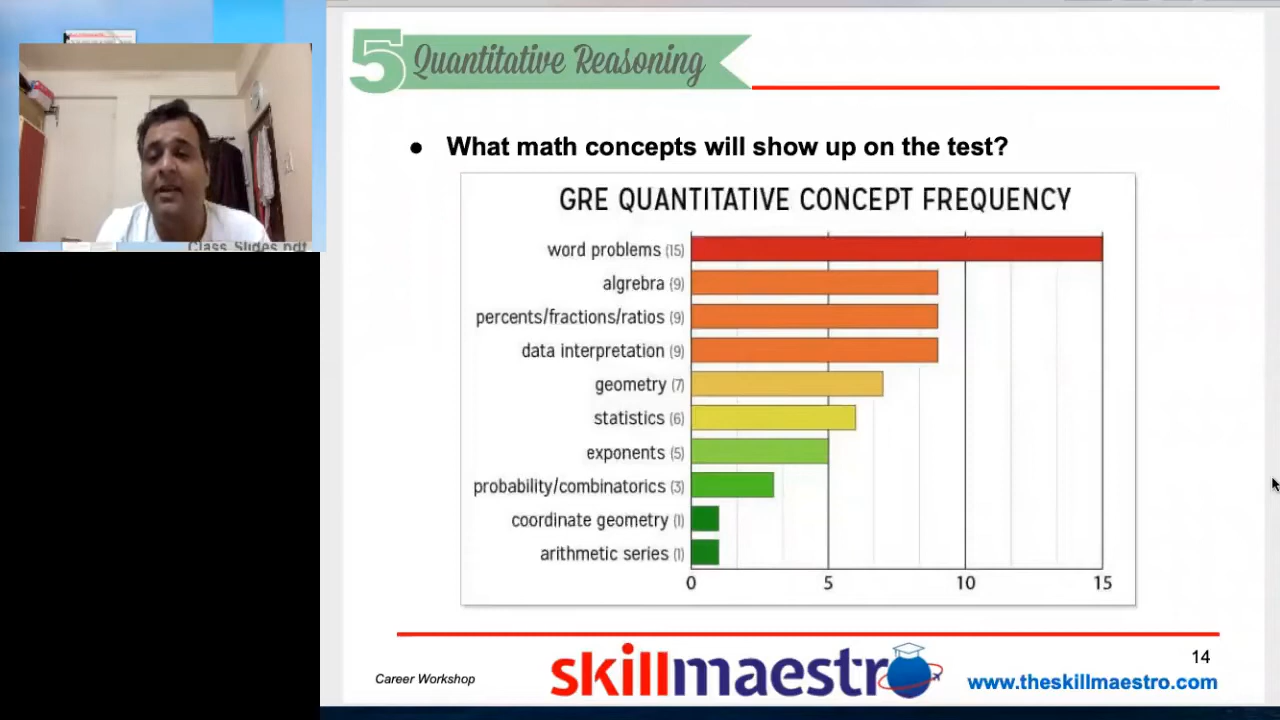 Class Slides.pdf
5 Quantitative Reasoning
● What math concepts will show up on the test?
GRE QUANTITATIVE CONCEPT FREQUENCY
word problems (15)
algrebra (9)
percents/fractions/ratios (9)
data interpretation (9)
geometry (7)
statistics (6)
exponents (5)
probability/combinatorics (3)
coordinate geometry (1)
arithmetic series (1)
0 5 10 15
14
Career Workshop
skillmaestro
www.theskillmaestro.com